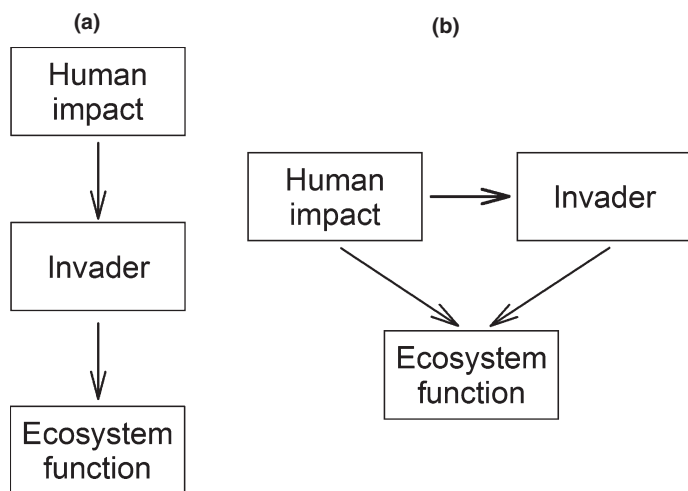 (a)
Human
impact
Invader
Ecosystem
function
(b)
Human
impact
Invader
Ecosystem
function